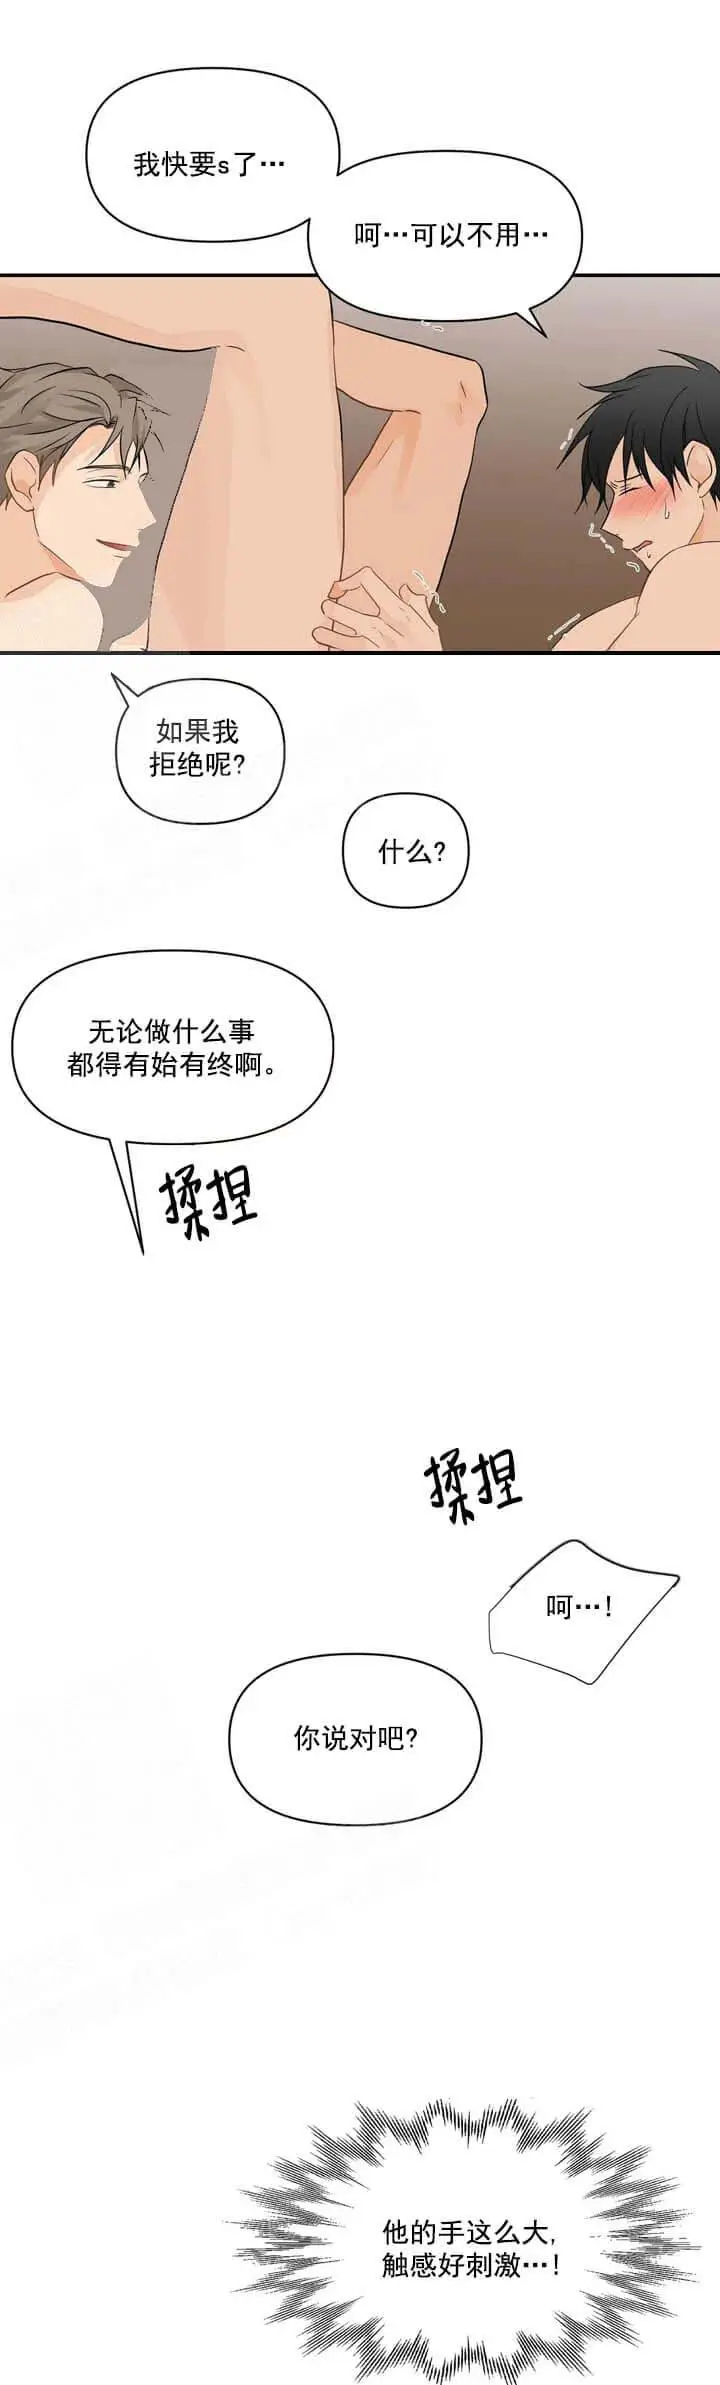 我快要s了…
呵…可以不用…
如果我
拒绝呢?
什么?
无论做什么事
都得有始有终啊。
揉捏
揉捏
呵…!
你说对吧?
他的手这么大,
触感好刺激…!